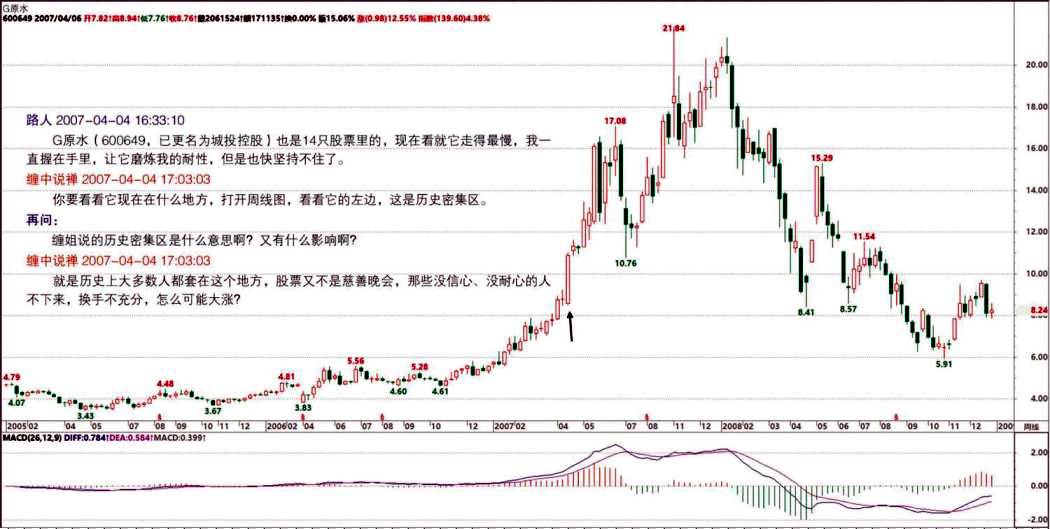 G原水
600649 2007/04/06 开7.82↑高8.94↑低7.76↑收8.76↑量2061524↑额171135↑换0.00% 振15.06% 涨(0.98)12.55% 指数(139.60)4.38%
21.84
20.00
18.00
路人 2007-04-04 16:33:10
17.08
G原水（600649，已更名为城投控股）也是14只股票里的，现在看就它走得最慢，我一
直握在手里，让它磨炼我的耐性，但是也快坚持不住了。
16.00
15.29
缠中说禅 2007-04-04 17:03:03
14.00
你要看看它现在在什么地方，打开周线图，看看它的左边，这是历史密集区。
再问：
12.00
11.54
缠姐说的历史密集区是什么意思啊？又有什么影响啊？
10.76
缠中说禅 2007-04-04 17:03:03
10.00
就是历史上大多数人都套在这个地方，股票又不是慈善晚会，那些没信心、没耐心的人
不下来，换手不充分，怎么可能大涨？
8.41
8.57
8.24
8.00
6.00
5.91
4.79
4.07
3.43
4.48
3.67
4.81
3.83
5.56
4.60
5.28
4.61
4.00
2005 02 04 05 06 07 08 09 10 11 12 2006 02 04 05 06 07 08 09 10 11 12 2007 02 04 05 06 07 08 09 10 11 12 2008 02 03 04 05 06 07 08 09 10 11 12 200 周线
MACD(26,12,9) DIFF:0.784↑DEA:0.584↑MACD:0.399↑
2.00
0.00
-2.00